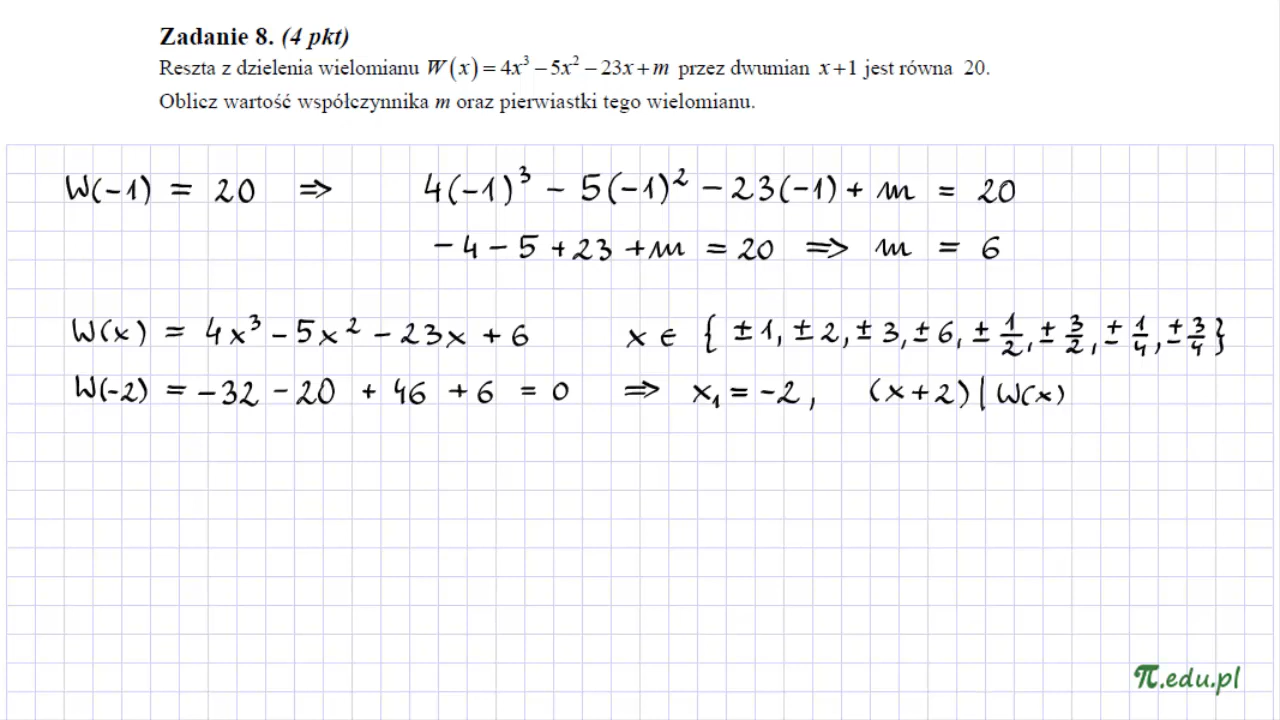 Zadanie 8. (4 pkt)
Reszta z dzielenia wielomianu W(x) = 4x³ − 5x² − 23x + m przez dwumian x+1 jest równa 20.
Oblicz wartość współczynnika m oraz pierwiastki tego wielomianu.
W(-1) = 20 ⇒ 4(-1)³ - 5(-1)² - 23(-1) + m = 20
-4 - 5 + 23 + m = 20 ⇒ m = 6
W(x) = 4x³ - 5x² - 23x + 6 x ∈ { ±1, ±2, ±3, ±6, ±1/2, ±3/2, ±1/4, ±3/4 }
W(-2) = -32 - 20 + 46 + 6 = 0 ⇒ x₁ = -2, (x+2) | W(x)
π.edu.pl